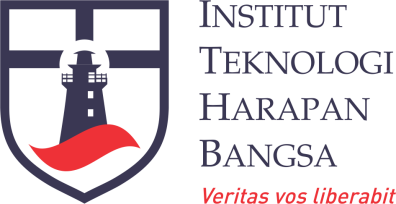 INSTITUT
TEKNOLOGI
HARAPAN
BANGSA
Veritas vos liberabit